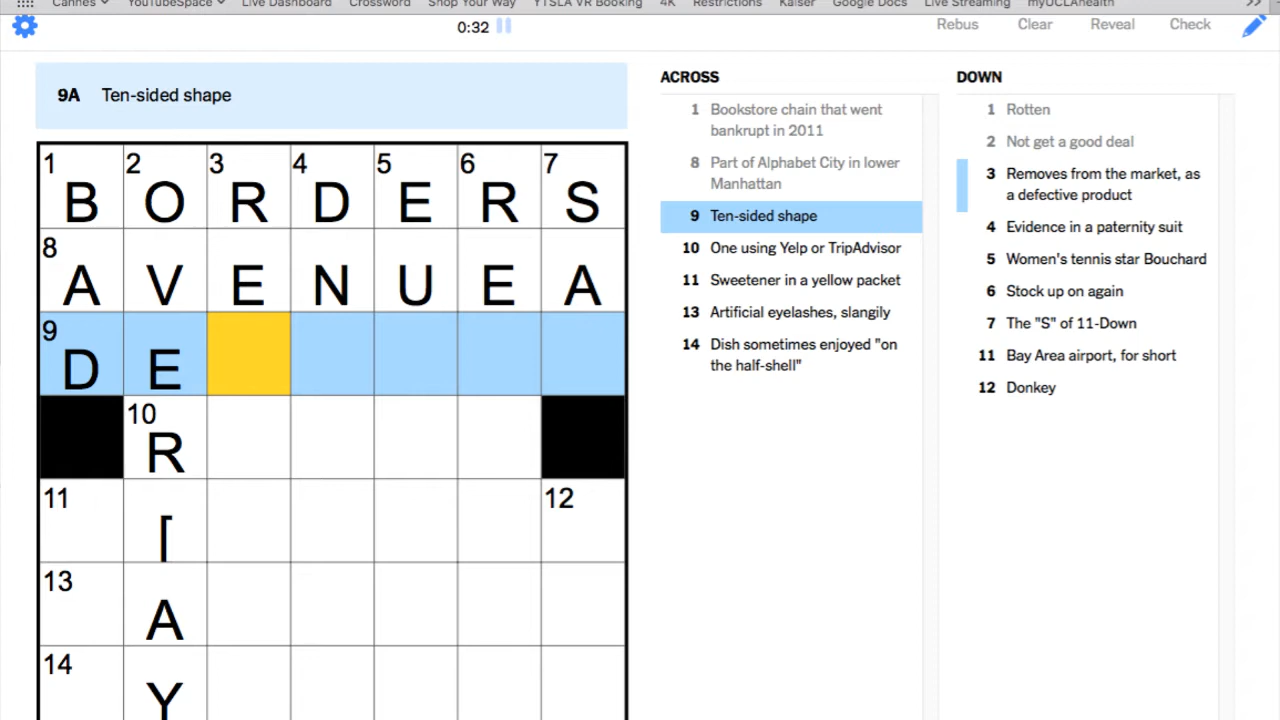 Cannes YouTubeSpace Live Dashboard Crossword Shop Your Way YTSLA VR Booking 4K Restrictions Kaiser Google Docs Live Streaming myUCLAhealth >>
0:32 Rebus Clear Reveal Check
9A Ten-sided shape
1 2 3 4 5 6 7
B O R D E R S
8
A V E N U E A
9
D E
10
R
11 12
[
13
A
14
Y
ACROSS
1 Bookstore chain that went
bankrupt in 2011
8 Part of Alphabet City in lower
Manhattan
9 Ten-sided shape
10 One using Yelp or TripAdvisor
11 Sweetener in a yellow packet
13 Artificial eyelashes, slangily
14 Dish sometimes enjoyed "on
the half-shell"
DOWN
1 Rotten
2 Not get a good deal
3 Removes from the market, as
a defective product
4 Evidence in a paternity suit
5 Women's tennis star Bouchard
6 Stock up on again
7 The "S" of 11-Down
11 Bay Area airport, for short
12 Donkey